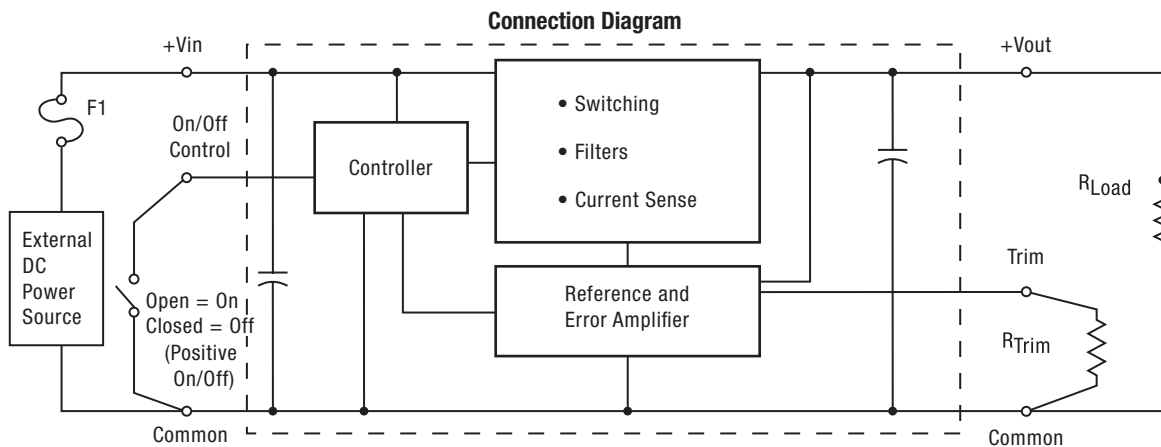 Connection Diagram
+Vin
+Vout
F1
On/Off
Control
Controller
• Switching
• Filters
• Current Sense
RLoad
External
DC
Power
Source
Open = On
Closed = Off
(Positive
On/Off)
Reference and
Error Amplifier
Trim
RTrim
Common
Common